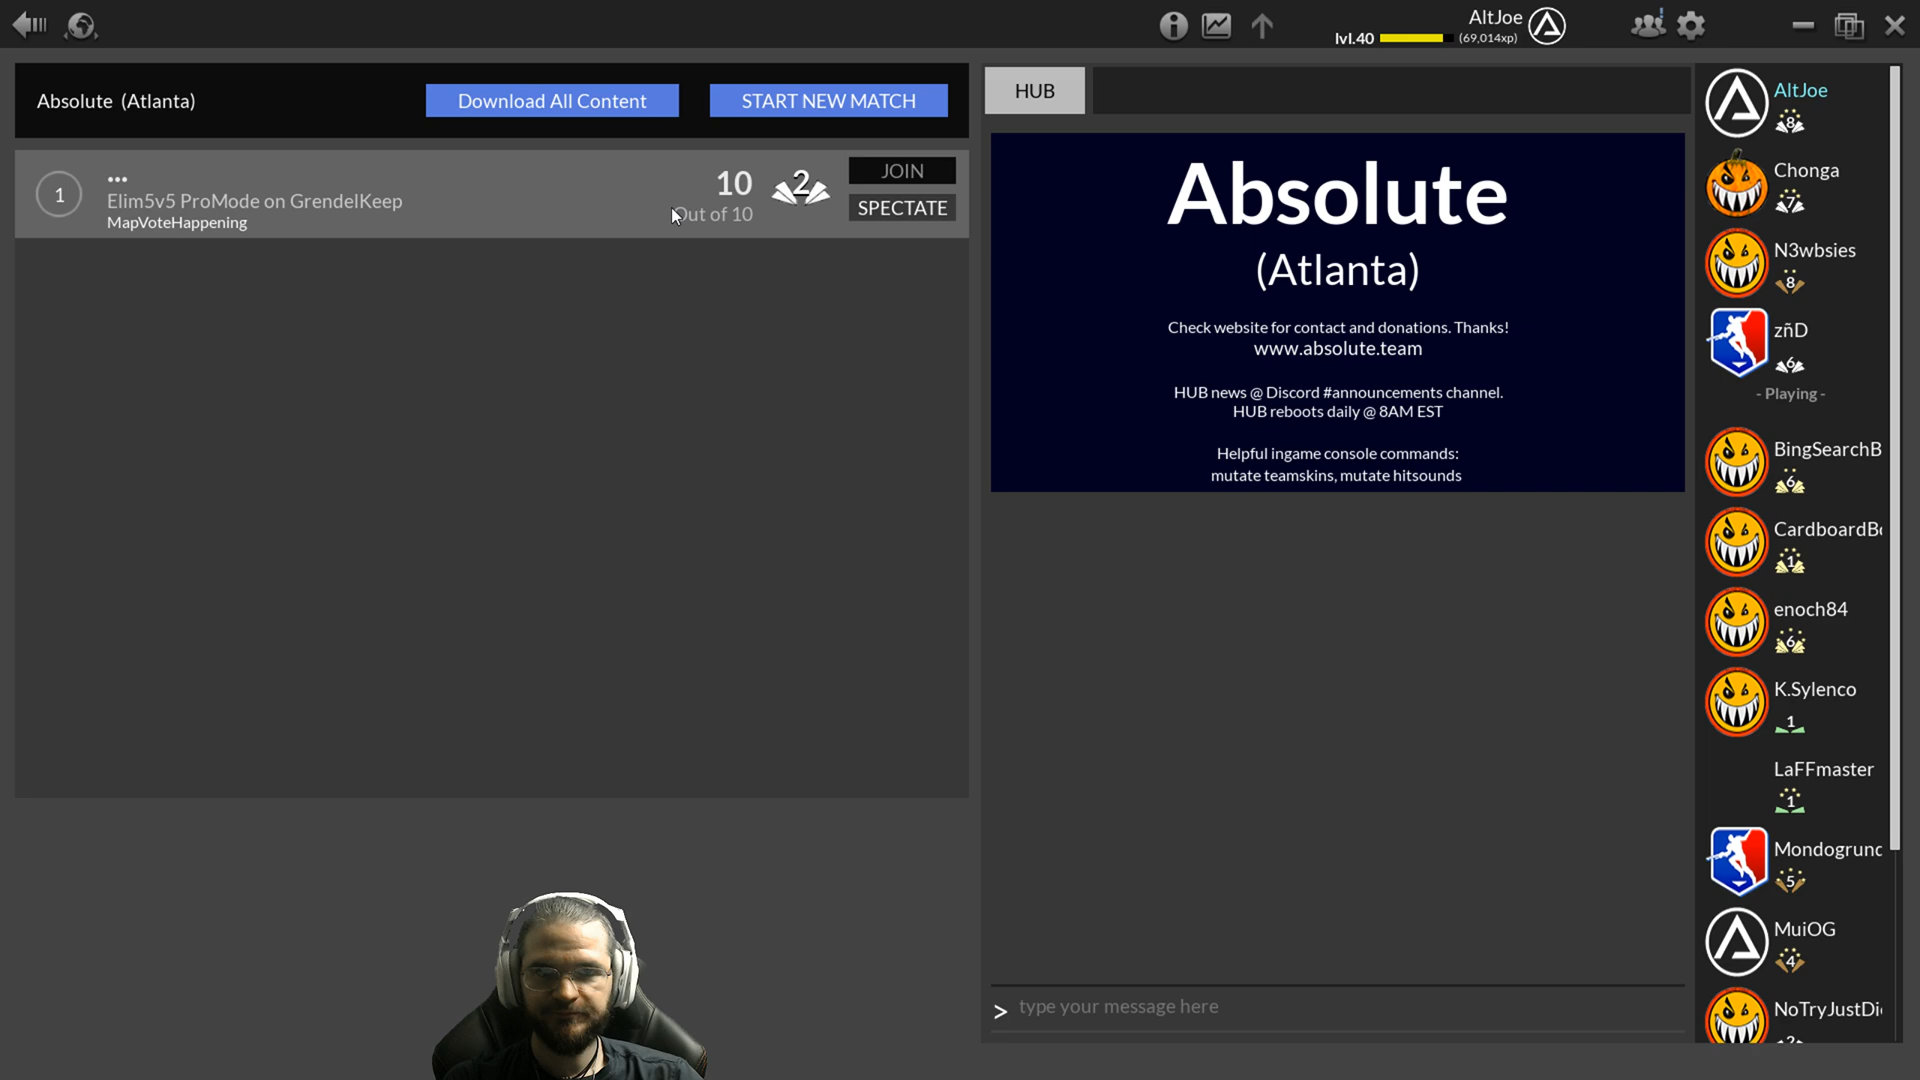 AltJoe
lvl.40 (69,014xp)
Absolute (Atlanta)
Download All Content
START NEW MATCH
1
...
Elim5v5 ProMode on GrendelKeep
MapVoteHappening
10
Out of 10
2
JOIN
SPECTATE
HUB
Absolute
(Atlanta)
Check website for contact and donations. Thanks!
www.absolute.team
HUB news @ Discord #announcements channel.
HUB reboots daily @ 8AM EST
Helpful ingame console commands:
mutate teamskins, mutate hitsounds
> type your message here
AltJoe
8
Chonga
7
N3wbsies
8
zñD
6
- Playing -
BingSearchB
6
CardboardB
1
enoch84
6
K.Sylenco
1
LaFFmaster
1
Mondogrund
5
MuiOG
4
NoTryJustDi